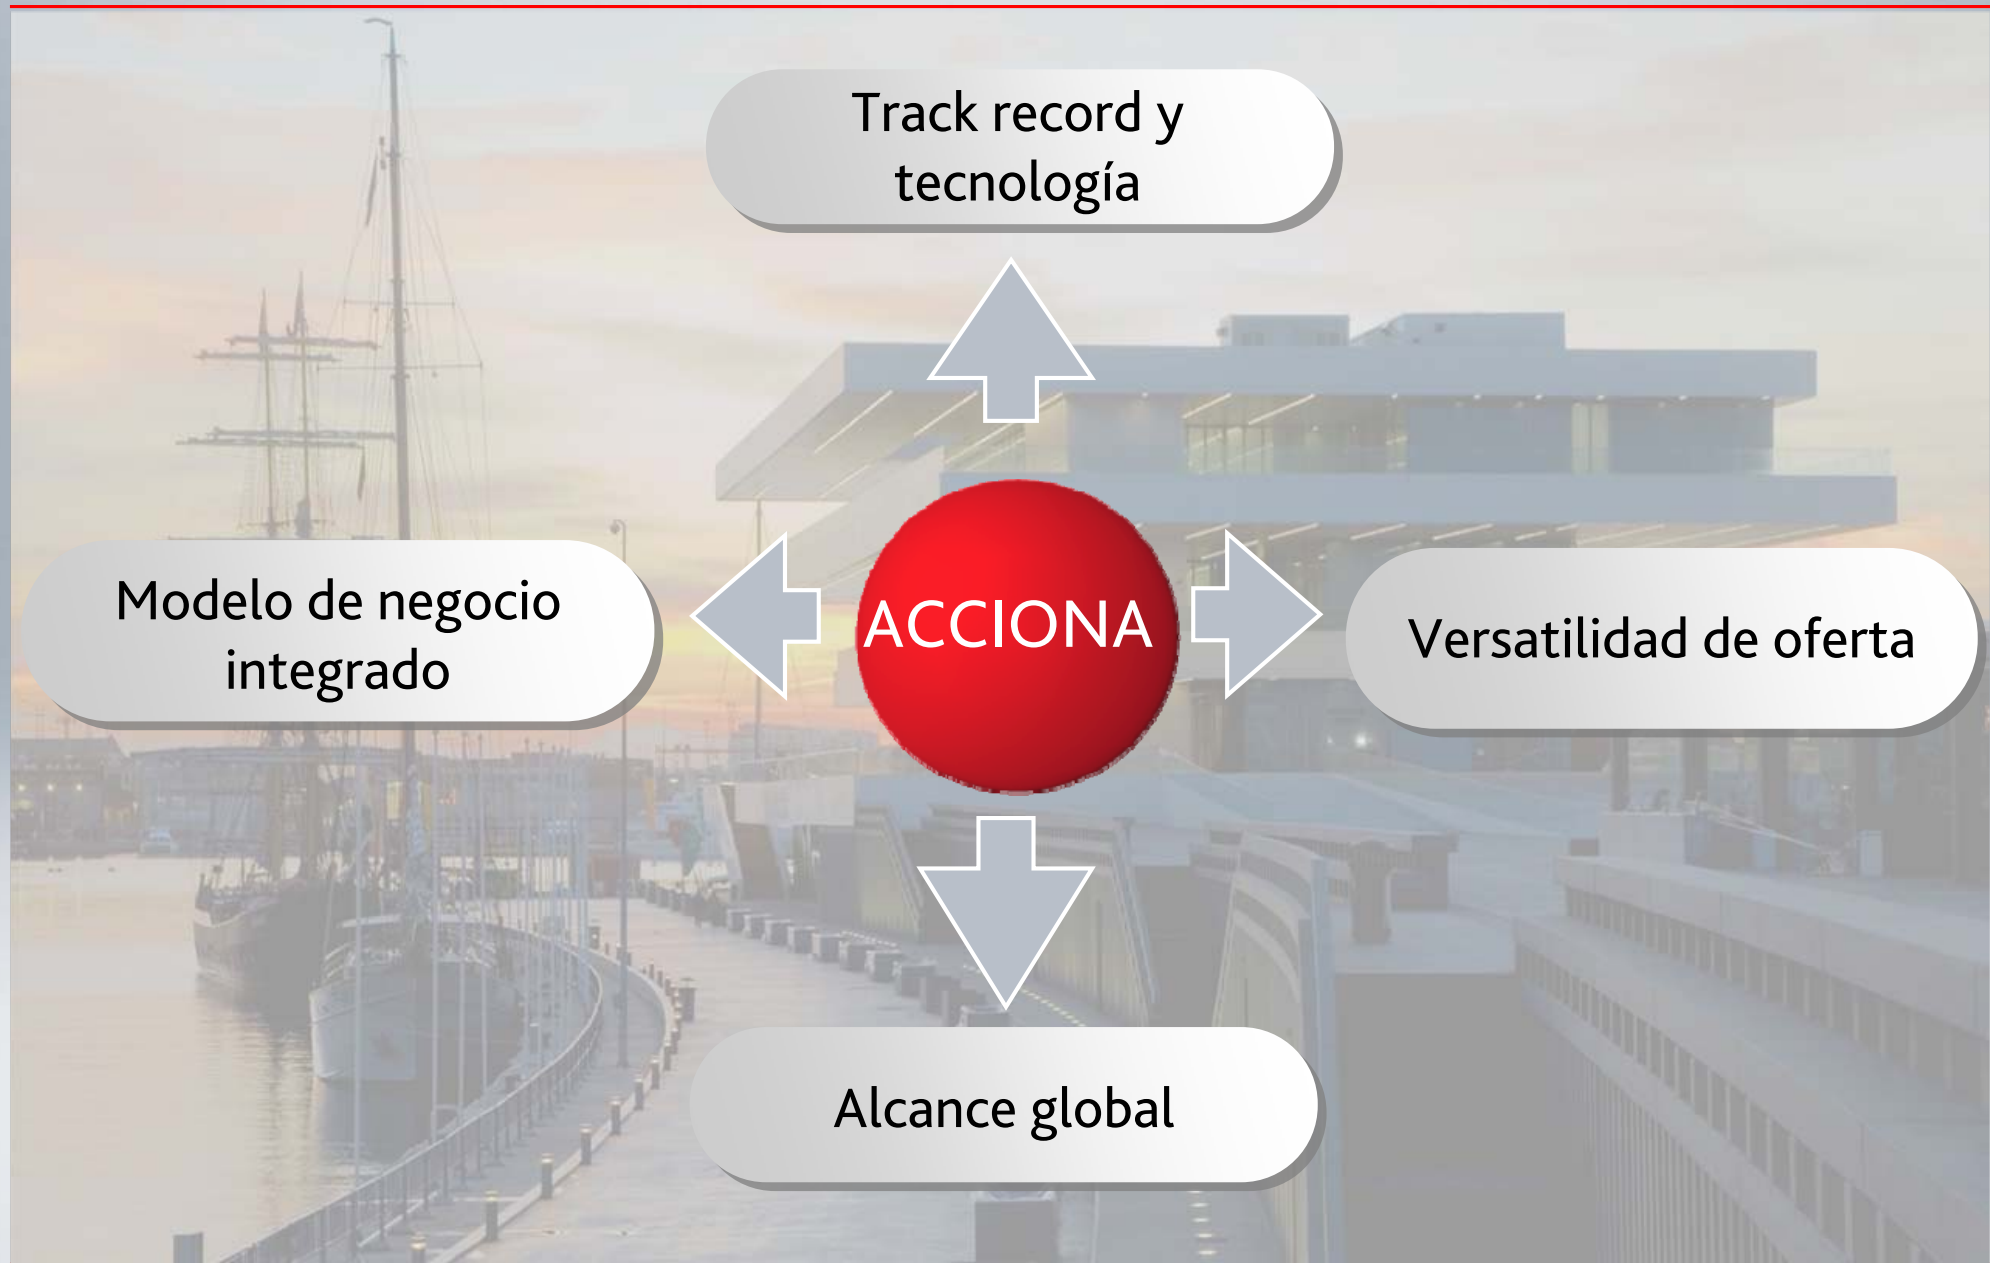 Track record y
tecnología
Modelo de negocio
integrado
ACCIONA
Versatilidad de oferta
Alcance global